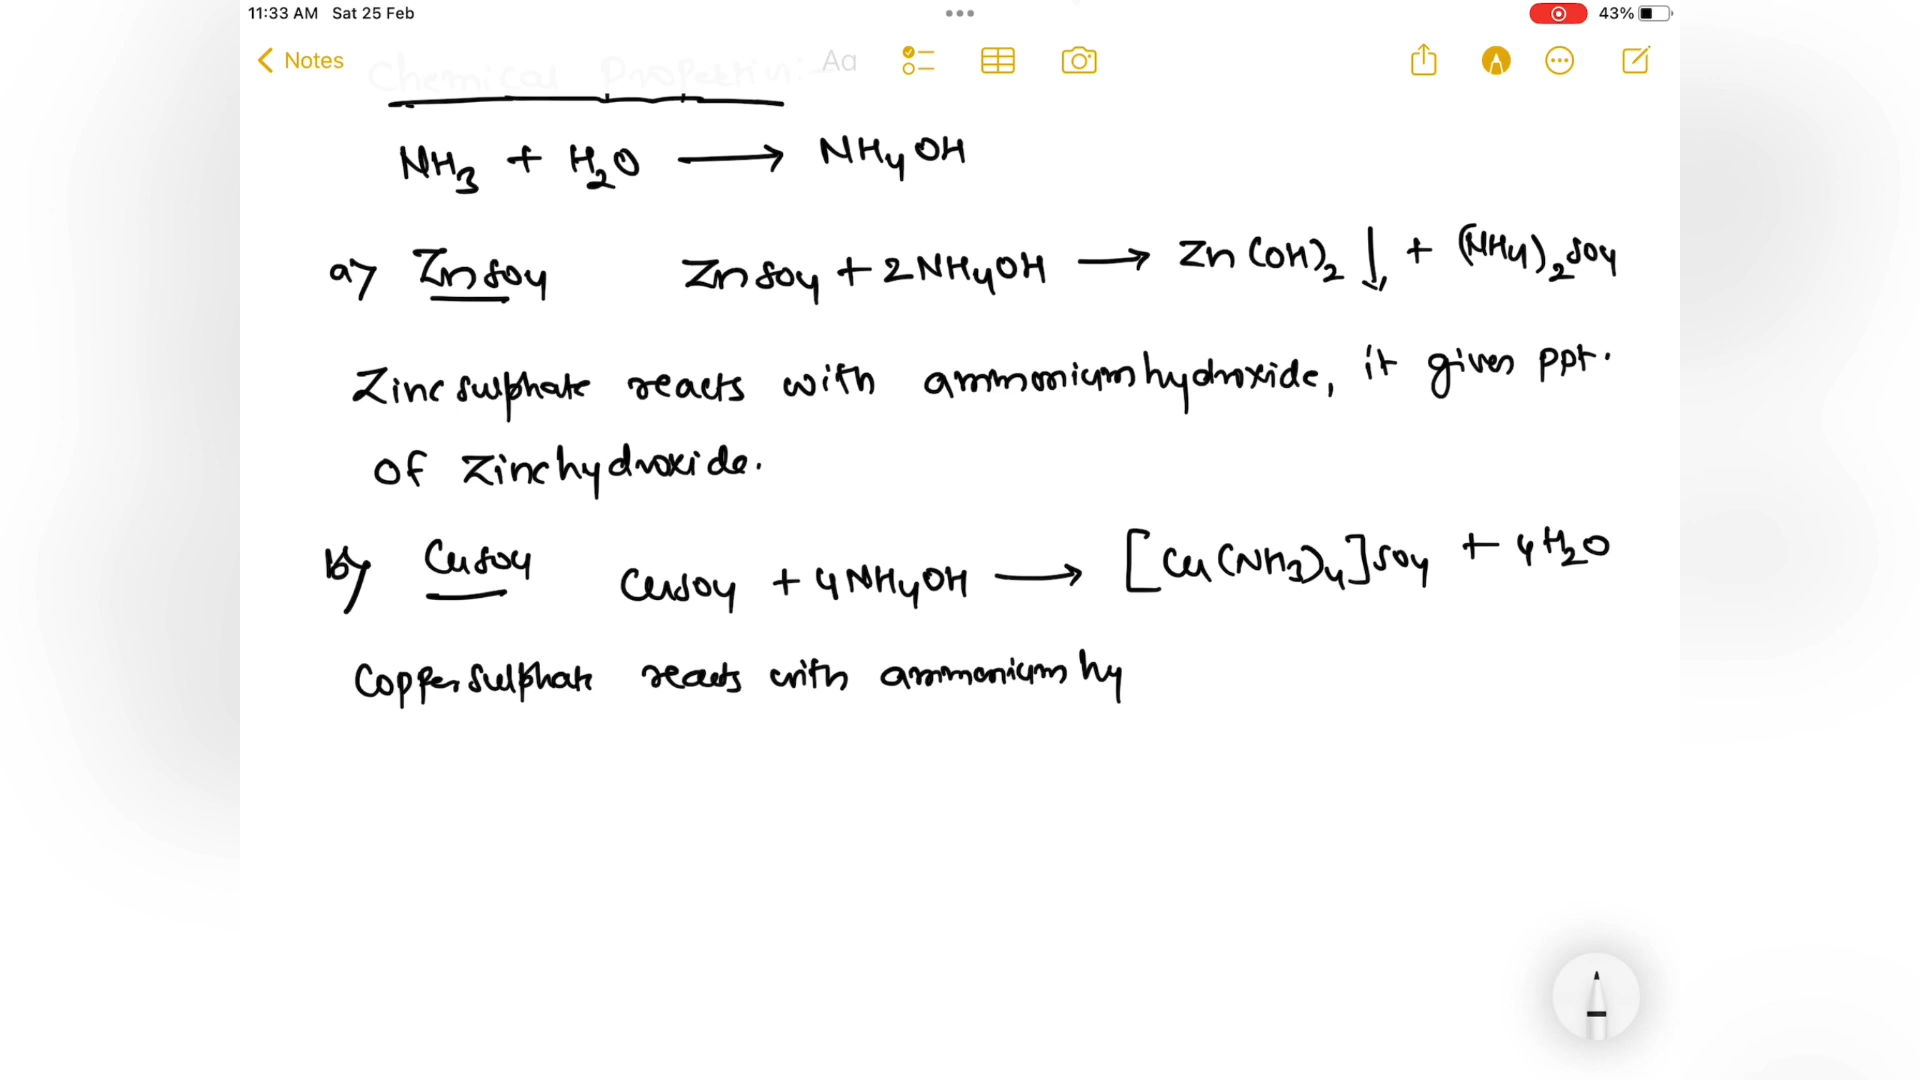 11:33 AM Sat 25 Feb 43%
Notes Aa
Chemical Properties:
NH₃ + H₂O ⟶ NH₄OH
a) ZnSO₄ ZnSO₄ + 2NH₄OH ⟶ Zn(OH)₂↓ + (NH₄)₂SO₄
Zinc sulphate reacts with ammonium hydroxide, it gives ppt.
of Zinc hydroxide.
b) CuSO₄ CuSO₄ + 4NH₄OH ⟶ [Cu(NH₃)₄]SO₄ + 4H₂O
Copper Sulphate reacts with ammonium hy